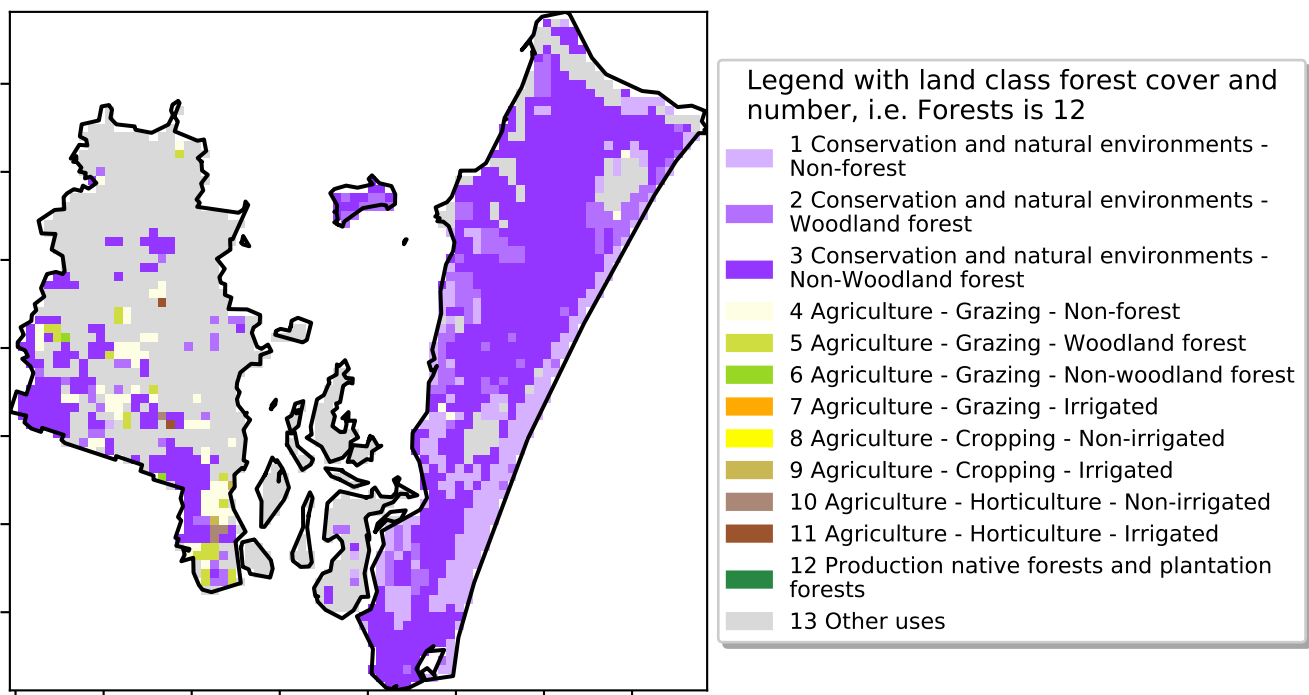 Legend with land class forest cover and
number, i.e. Forests is 12
1 Conservation and natural environments -
Non-forest
2 Conservation and natural environments -
Woodland forest
3 Conservation and natural environments -
Non-Woodland forest
4 Agriculture - Grazing - Non-forest
5 Agriculture - Grazing - Woodland forest
6 Agriculture - Grazing - Non-woodland forest
7 Agriculture - Grazing - Irrigated
8 Agriculture - Cropping - Non-irrigated
9 Agriculture - Cropping - Irrigated
10 Agriculture - Horticulture - Non-irrigated
11 Agriculture - Horticulture - Irrigated
12 Production native forests and plantation
forests
13 Other uses